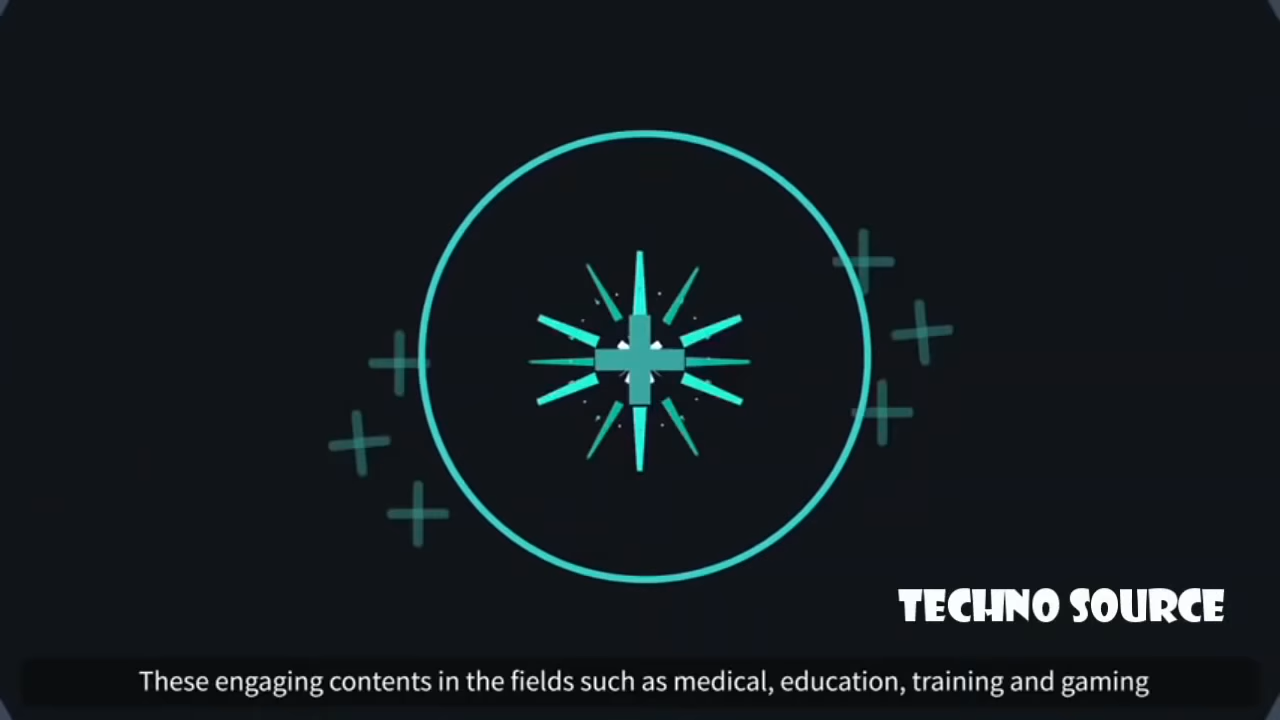 TECHNO SOURCE
These engaging contents in the fields such as medical, education, training and gaming